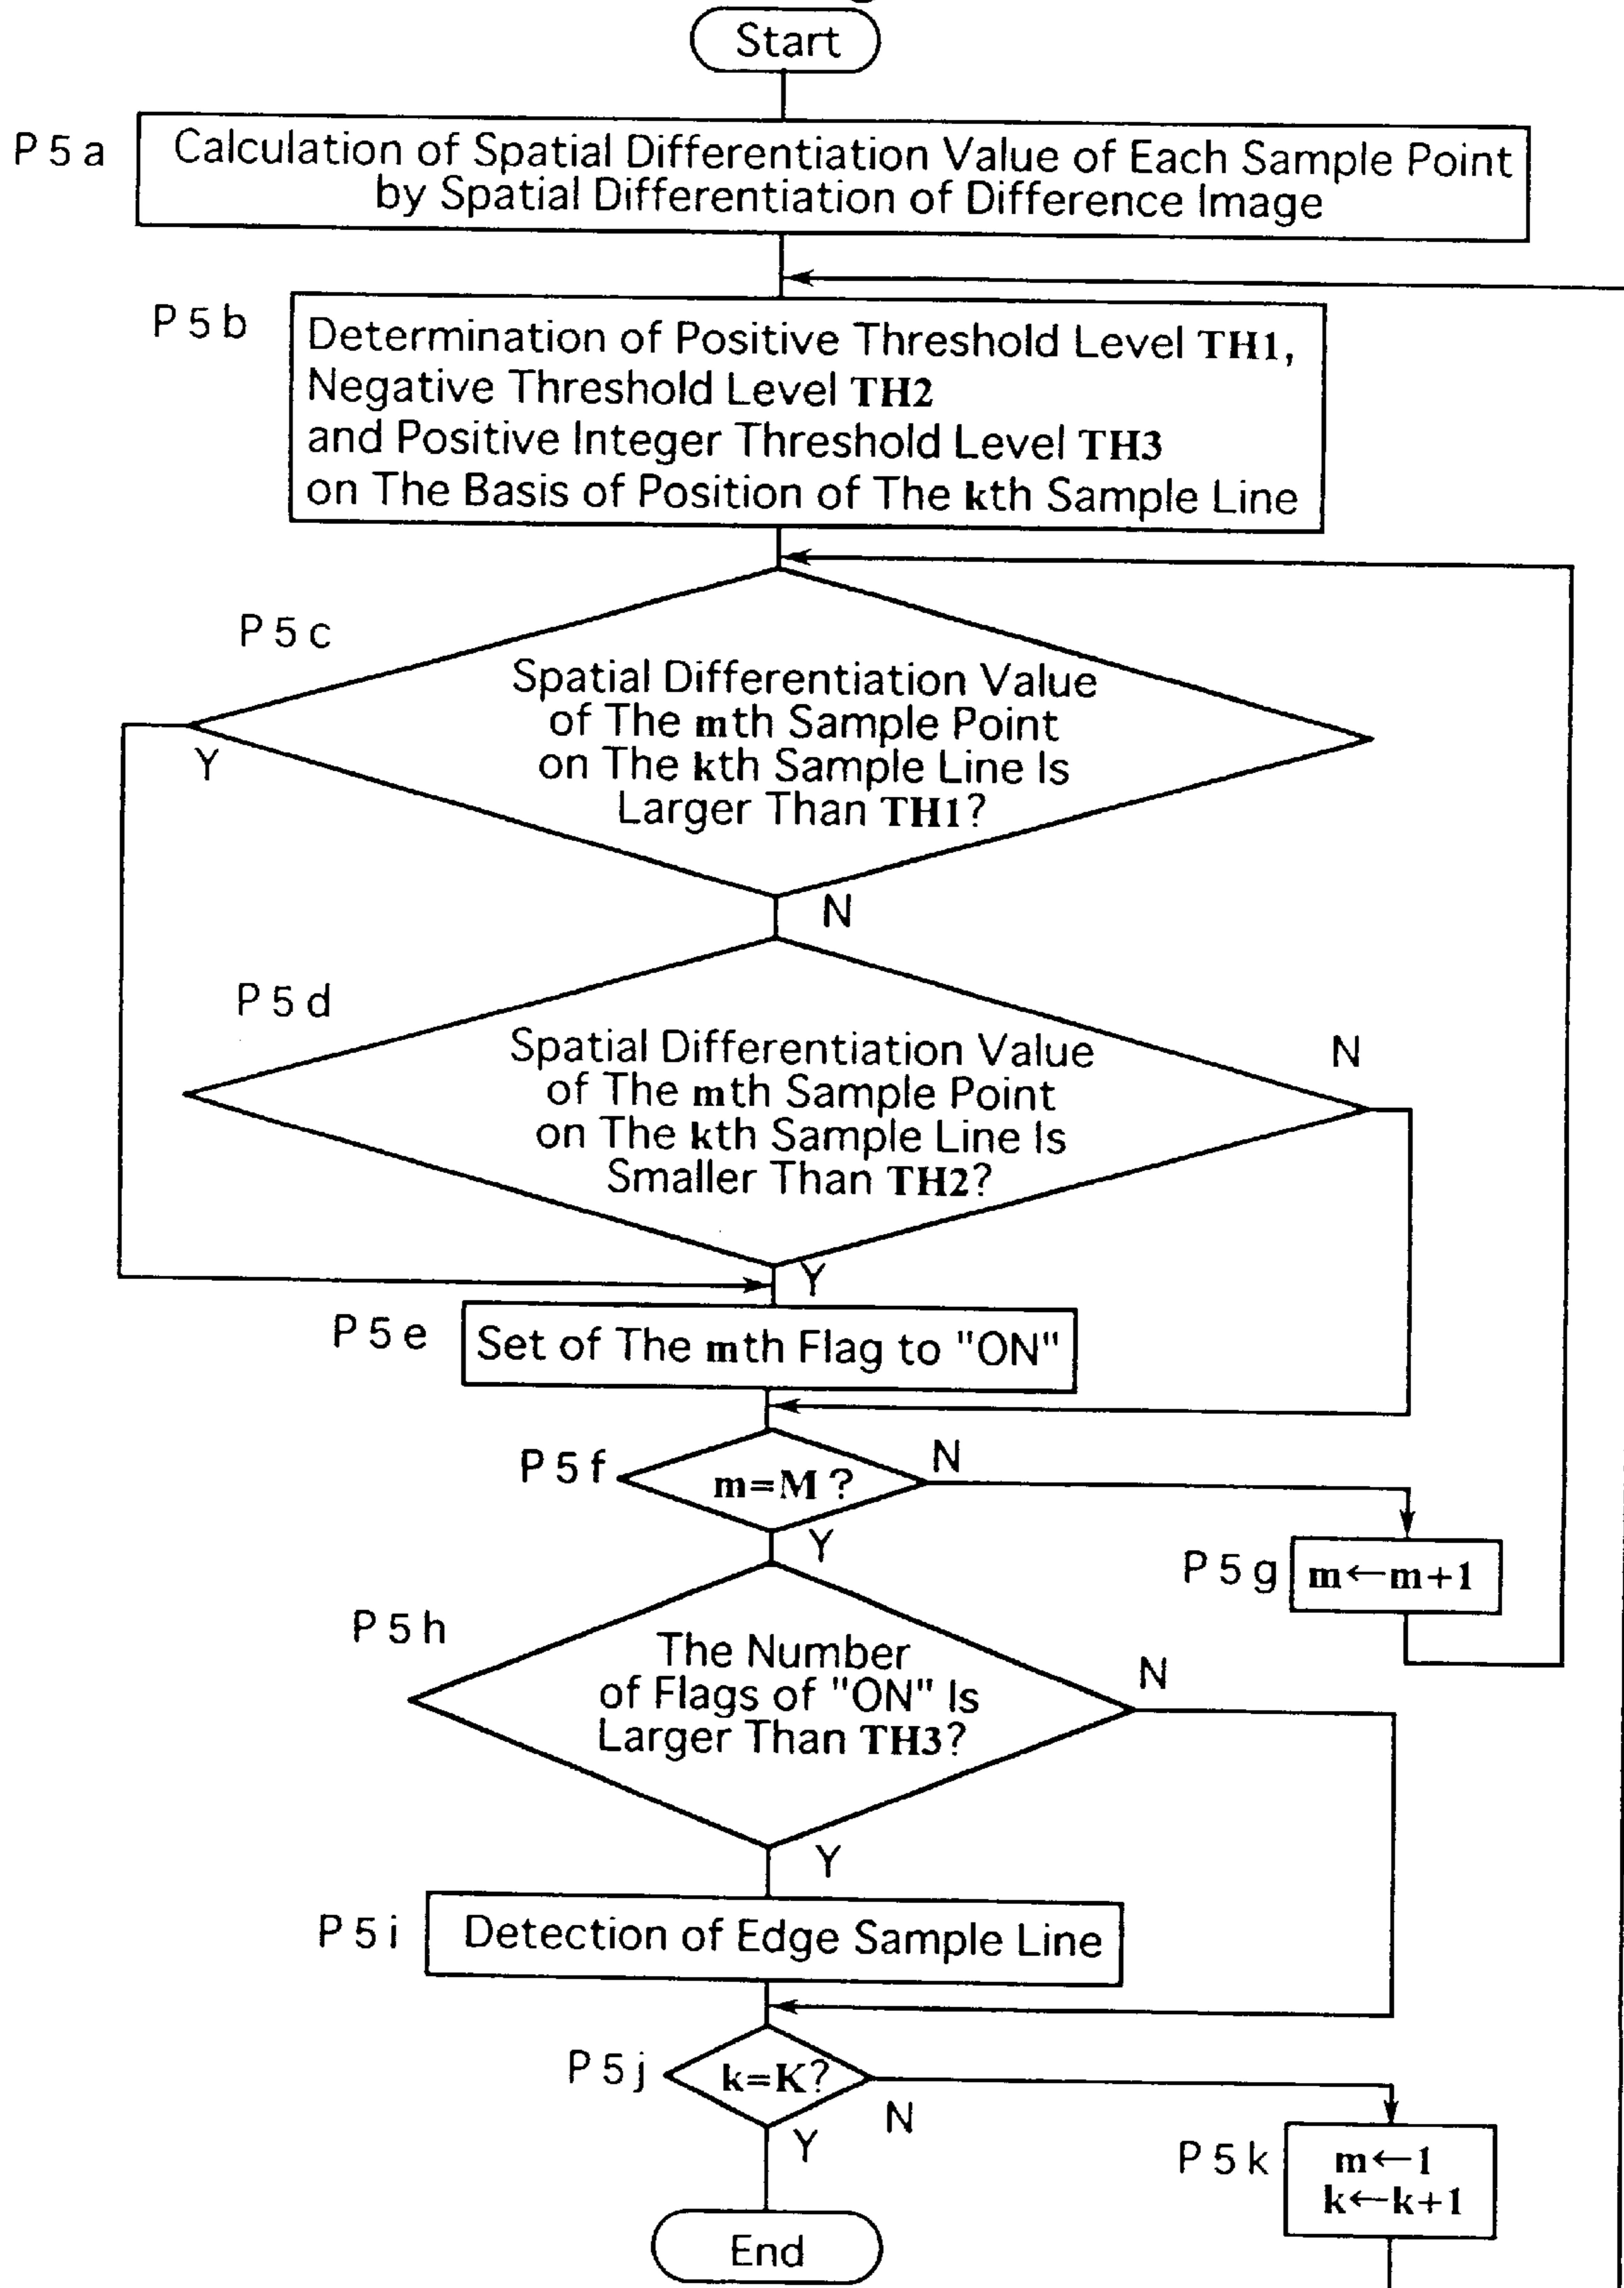 Start
P5a
Calculation of Spatial Differentiation Value of Each Sample Point
by Spatial Differentiation of Difference Image
P5b
Determination of Positive Threshold Level TH1,
Negative Threshold Level TH2
and Positive Integer Threshold Level TH3
on The Basis of Position of The kth Sample Line
P5c
Spatial Differentiation Value
of The mth Sample Point
on The kth Sample Line Is
Larger Than TH1?
Y
N
P5d
Spatial Differentiation Value
of The mth Sample Point
on The kth Sample Line Is
Smaller Than TH2?
N
Y
P5e
Set of The mth Flag to "ON"
P5f
m=M?
N
Y
P5g
m←m+1
P5h
The Number
of Flags of "ON" Is
Larger Than TH3?
N
Y
P5i
Detection of Edge Sample Line
P5j
k=K?
N
Y
P5k
m←1
k←k+1
End